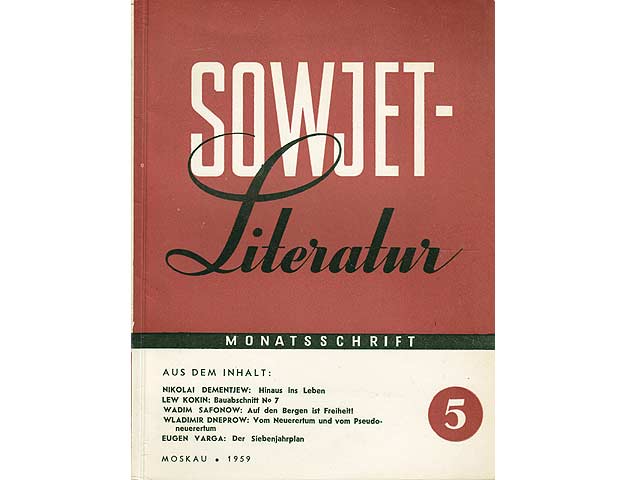 SOWJET-
Literatur
MONATSSCHRIFT
AUS DEM INHALT:
NIKOLAI DEMENTJEW: Hinaus ins Leben
LEW KOKIN: Bauabschnitt No 7
WADIM SAFONOW: Auf den Bergen ist Freiheit!
WLADIMIR DNEPROW: Vom Neuerertum und vom Pseudo-
neuerertum
EUGEN VARGA: Der Siebenjahrplan
5
MOSKAU • 1959